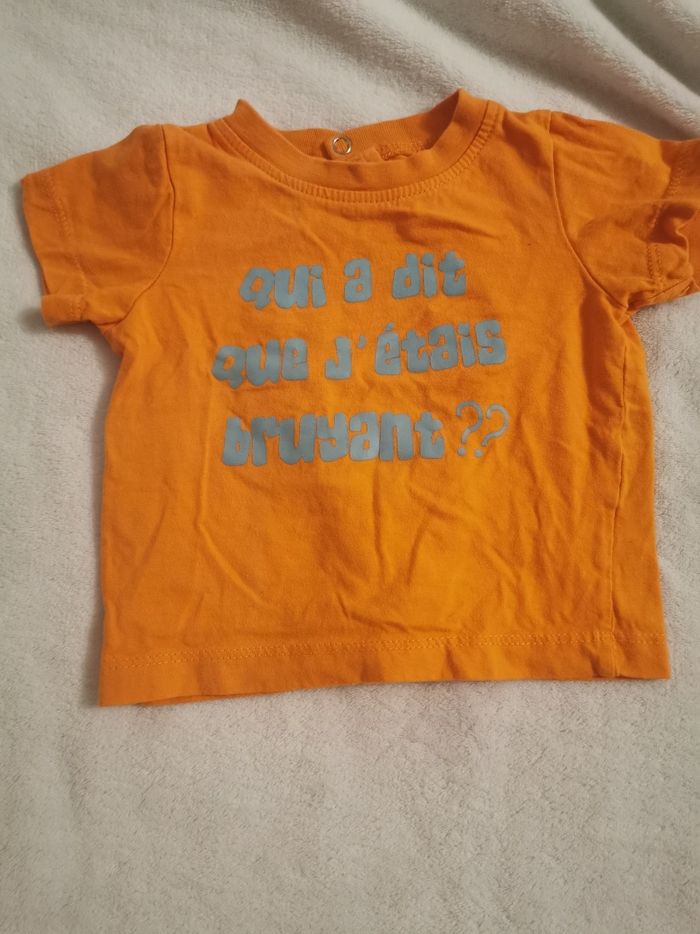 qui a dit
que j'étais
bruyant??